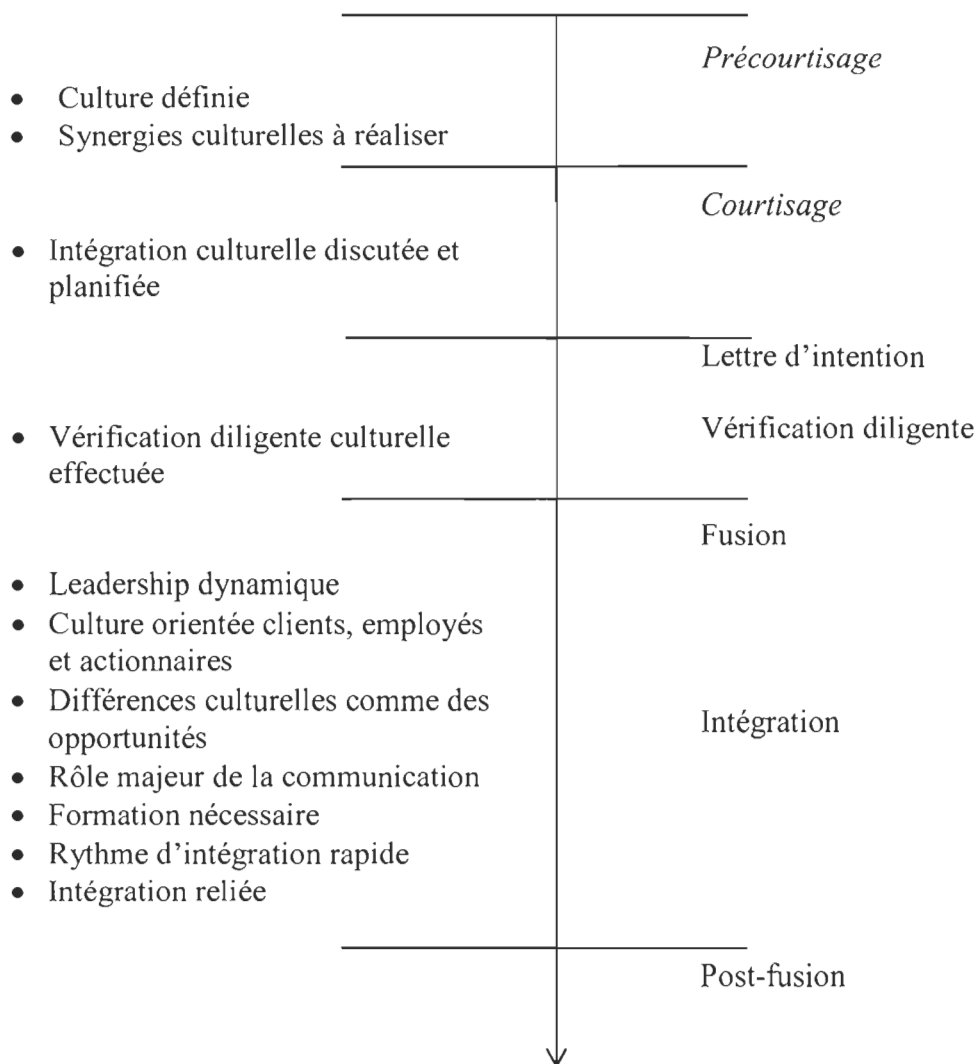 Précourtisage
• Culture définie
• Synergies culturelles à réaliser
Courtisage
• Intégration culturelle discutée et
planifiée
Lettre d'intention
Vérification diligente
• Vérification diligente culturelle
effectuée
Fusion
• Leadership dynamique
• Culture orientée clients, employés
et actionnaires
• Différences culturelles comme des
opportunités
Intégration
• Rôle majeur de la communication
• Formation nécessaire
• Rythme d'intégration rapide
• Intégration reliée
Post-fusion